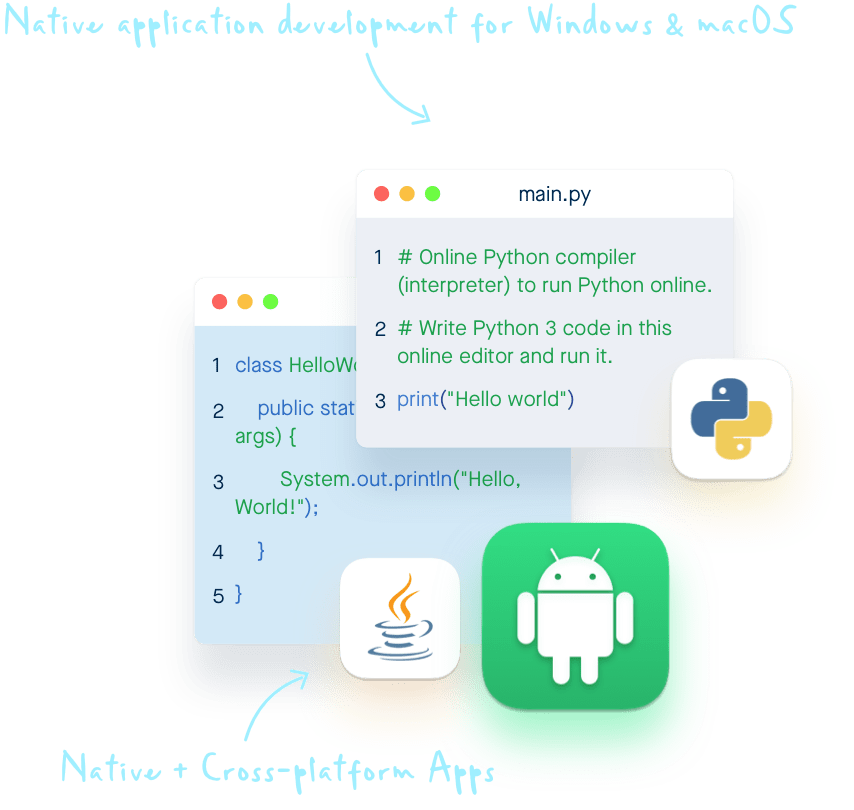 Native application development for Windows & macOS
main.py
1 # Online Python compiler
(interpreter) to run Python online.
2 # Write Python 3 code in this
online editor and run it.
3 print("Hello world")
1 class HelloWo
2 public stat
args) {
3 System.out.println("Hello,
World!");
4 }
5 }
Native + Cross-platform Apps